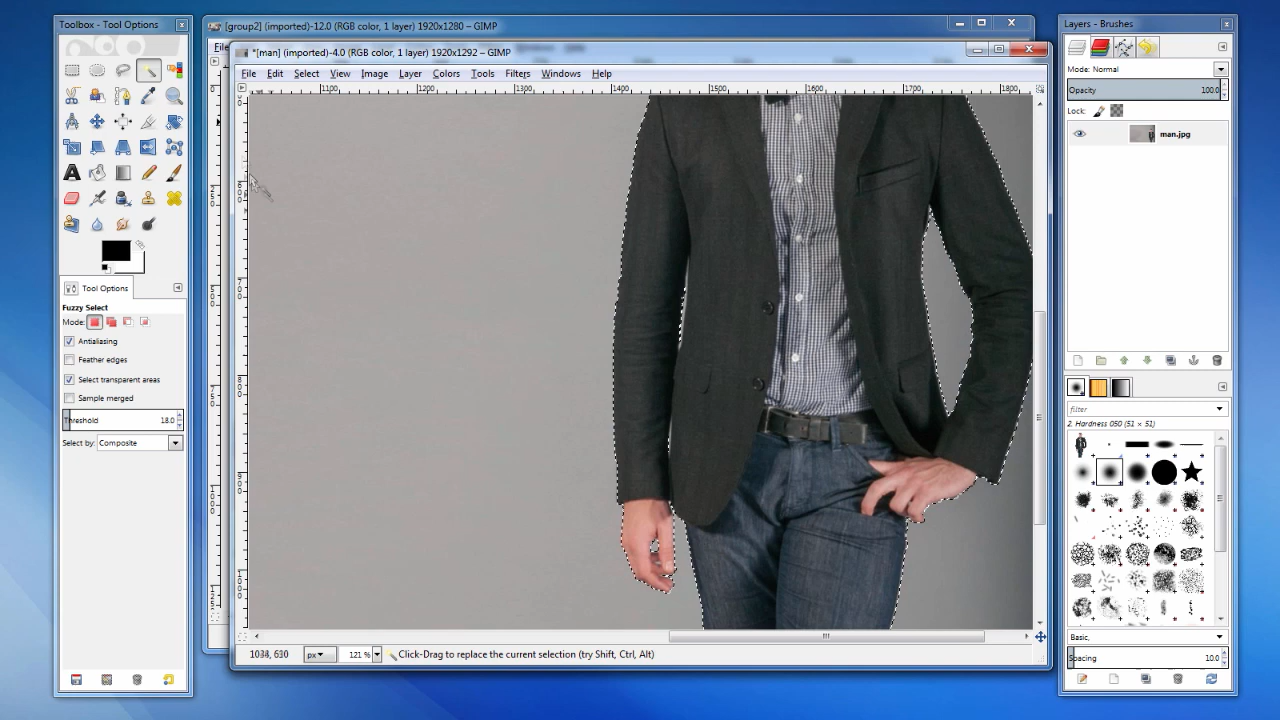 Toolbox - Tool Options
[group2] (imported)-12.0 (RGB color, 1 layer) 1920x1280 – GIMP
Layers - Brushes
*[man] (imported)-4.0 (RGB color, 1 layer) 1920x1292 – GIMP
File Edit Select View Image Layer Colors Tools Filters Windows Help
1100 1200 1300 1400 1500 1600 1700 1800
Mode: Normal
Opacity 100.0
Lock:
man.jpg
Tool Options
Fuzzy Select
Mode:
Antialiasing
Feather edges
Select transparent areas
Sample merged
Threshold 18.0
Select by: Composite
filter
2. Hardness 050 (51 × 51)
Basic,
Spacing 10.0
1038, 630 px 121 % Click-Drag to replace the current selection (try Shift, Ctrl, Alt)